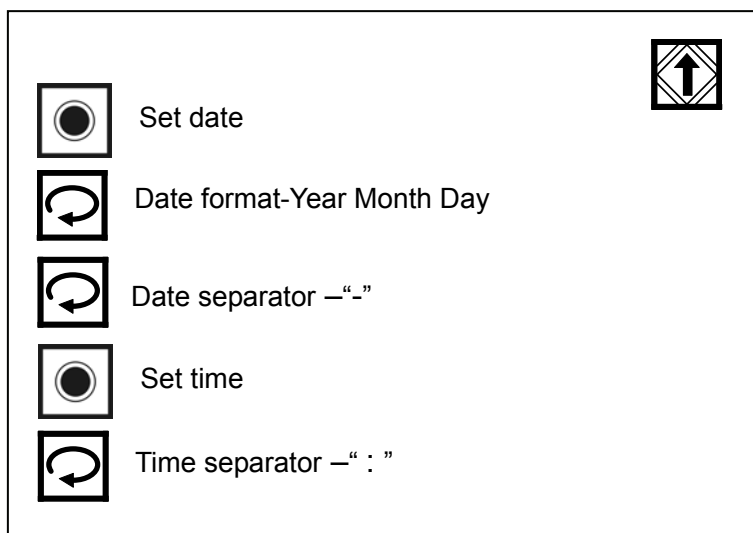 Set date
Date format-Year Month Day
Date separator –“-”
Set time
Time separator –“ : ”